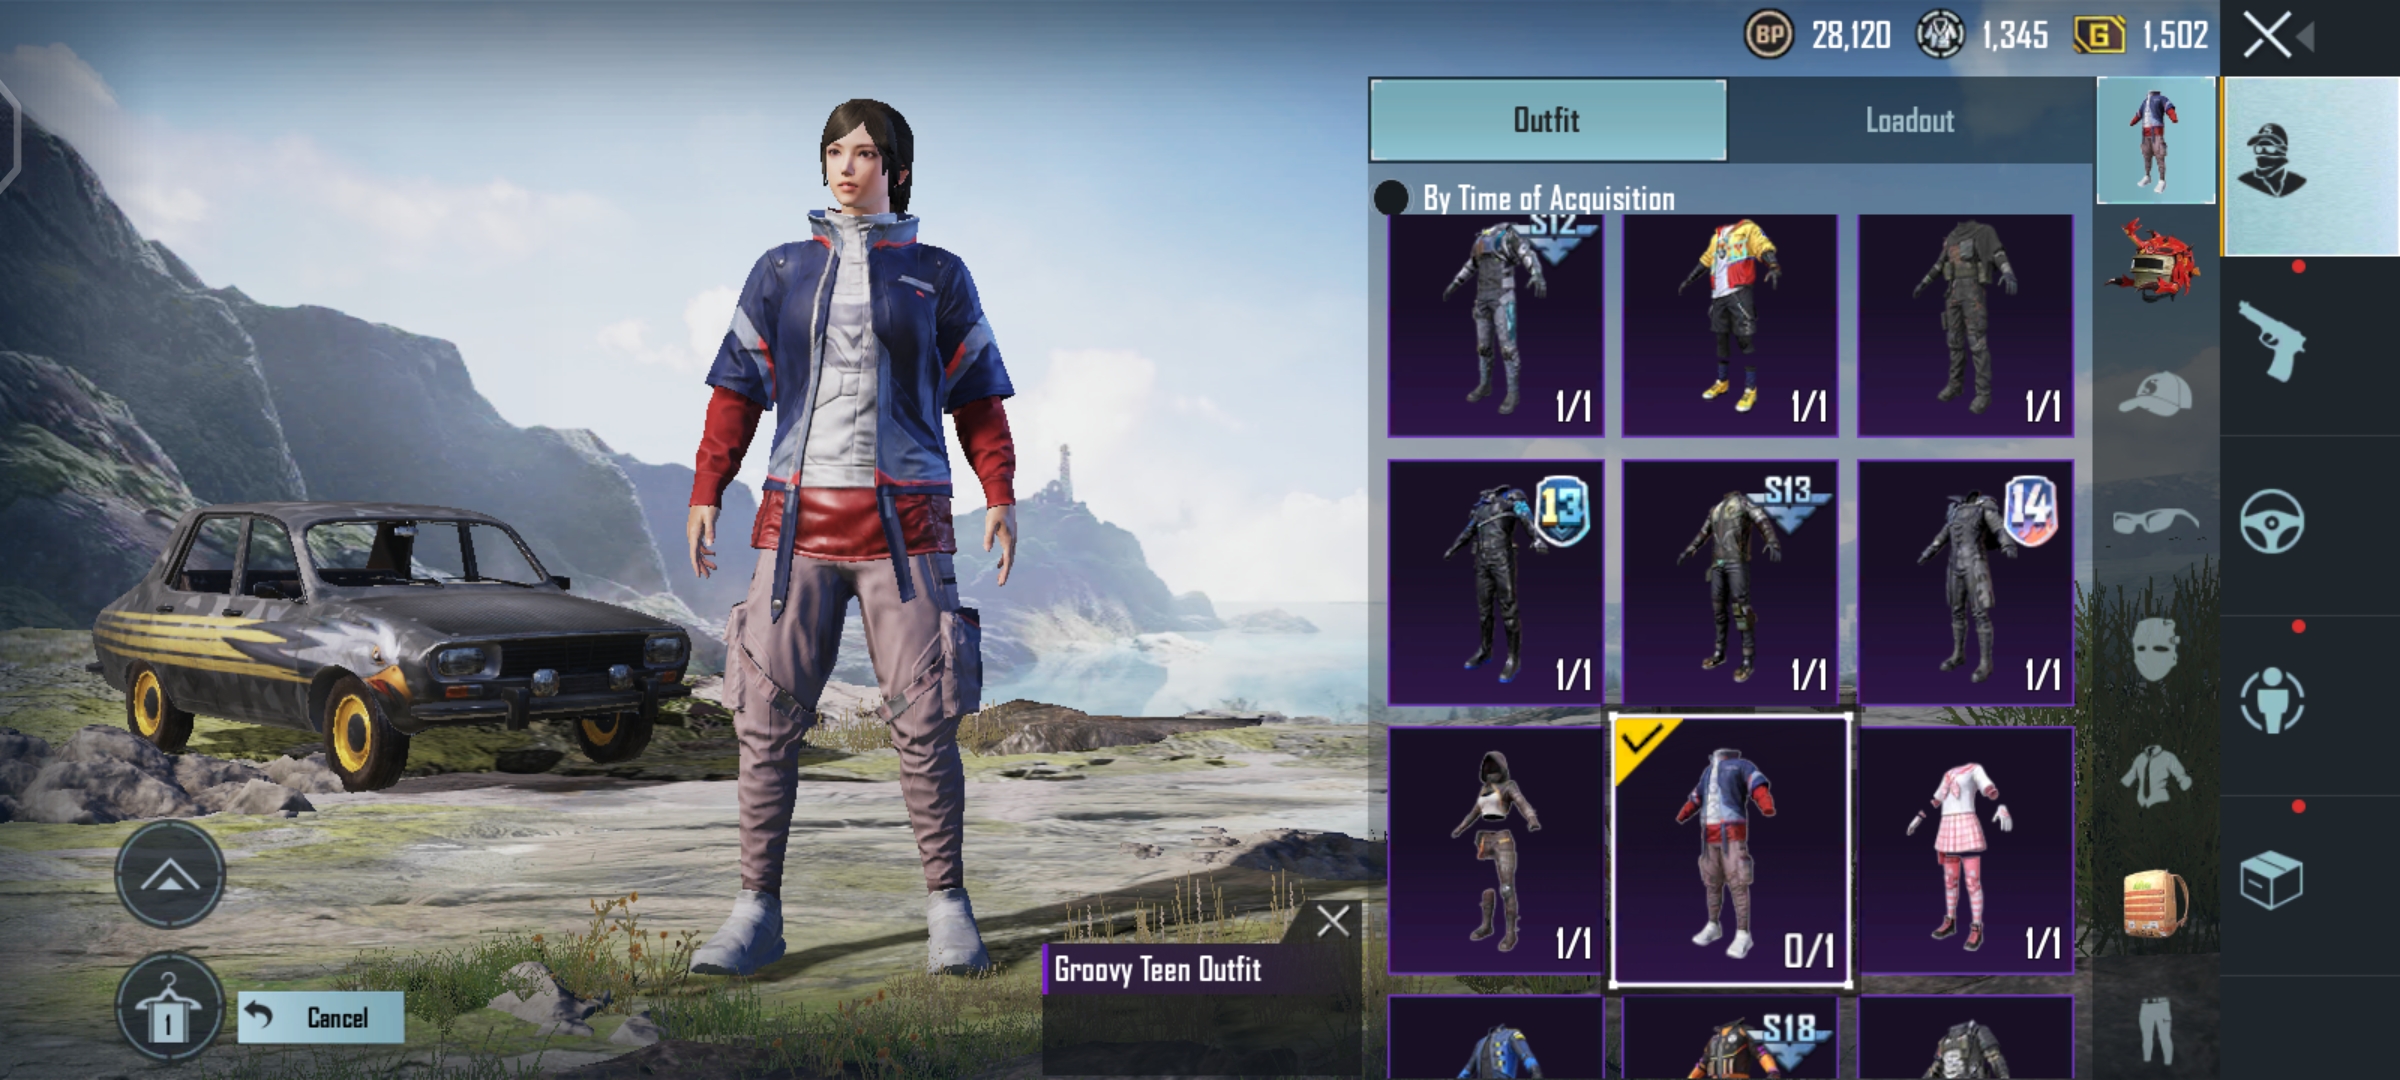 BP 28,120 1,345 G 1,502
Outfit
Loadout
By Time of Acquisition
S12
1/1
1/1
1/1
13
S13
14
1/1
1/1
1/1
1/1
0/1
1/1
S18
Groovy Teen Outfit
1
Cancel